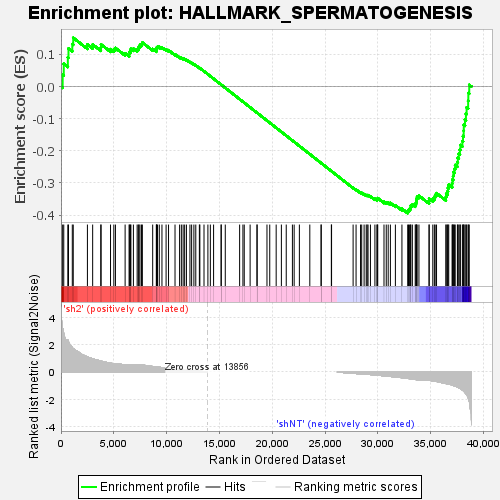 Enrichment plot: HALLMARK_SPERMATOGENESIS
Enrichment score (ES)
0.1
0.0
-0.1
-0.2
-0.3
-0.4
'sh2' (positively correlated)
Ranked list metric (Signal2Noise)
4
2
0
-2
-4
Zero cross at 13856
'shNT' (negatively correlated)
0
5,000
10,000
15,000
20,000
25,000
30,000
35,000
40,000
Rank in Ordered Dataset
Enrichment profile
Hits
Ranking metric scores